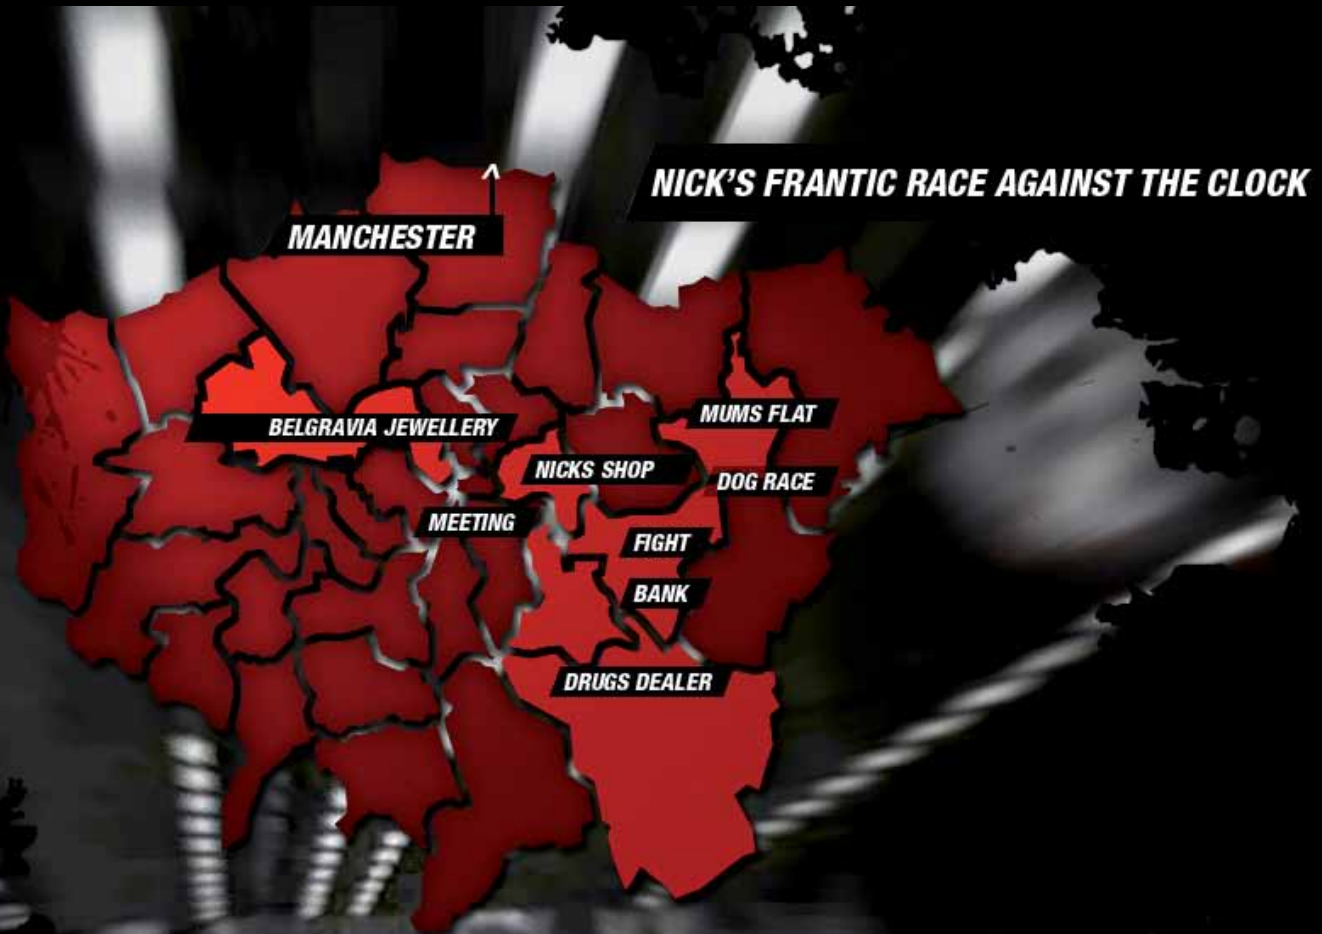 NICK'S FRANTIC RACE AGAINST THE CLOCK
MANCHESTER
MUMS FLAT
BELGRAVIA JEWELLERY
NICKS SHOP
DOG RACE
MEETING
FIGHT
BANK
DRUGS DEALER